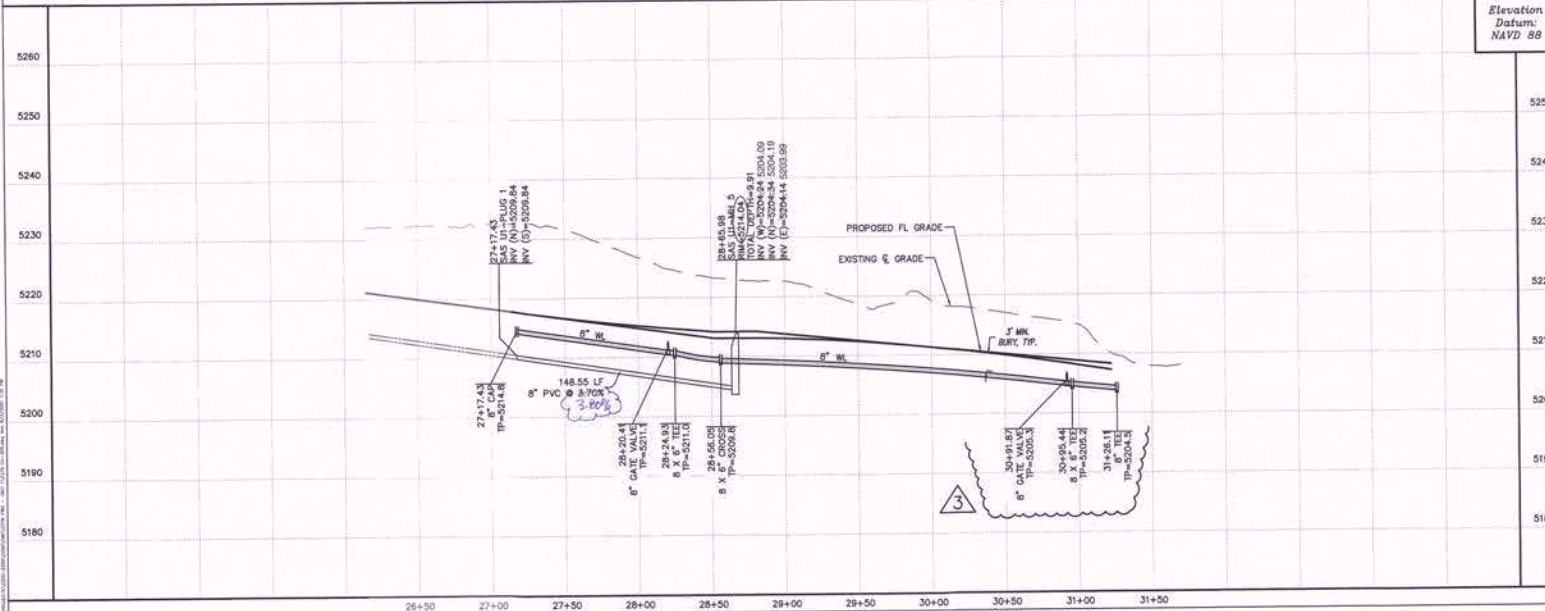 Elevation
Datum:
NAVD 88
5260
5250
5240
5230
5220
5210
5200
5190
5180
27+17.43
SAS U1-PLUG 1
INV (N)=5209.84
INV (S)=5209.84
28+65.98
SAS U1-MH 5
RIM=5214.04
TOTAL DEPTH=9.91
INV (W)=5204.24 5204.09
INV (N)=5204.34 5204.19
INV (E)=5204.14 5203.99
PROPOSED FL GRADE
EXISTING ℄ GRADE
3' MIN.
BURY, TYP.
8" WL
8" WL
148.55 LF
8" PVC @ 3.70%
3.80%
27+17.43
8" CAP
TP=5214.8
28+20.41
8" GATE VALVE
TP=5211.1
28+24.93
8 X 6" TEE
TP=5211.0
28+56.05
8 X 6" CROSS
TP=5209.8
30+91.87
8" GATE VALVE
TP=5205.3
30+95.44
8 X 6" TEE
TP=5205.2
31+26.11
8" TEE
TP=5204.5
3
26+50 27+00 27+50 28+00 28+50 29+00 29+50 30+00 30+50 31+00 31+50